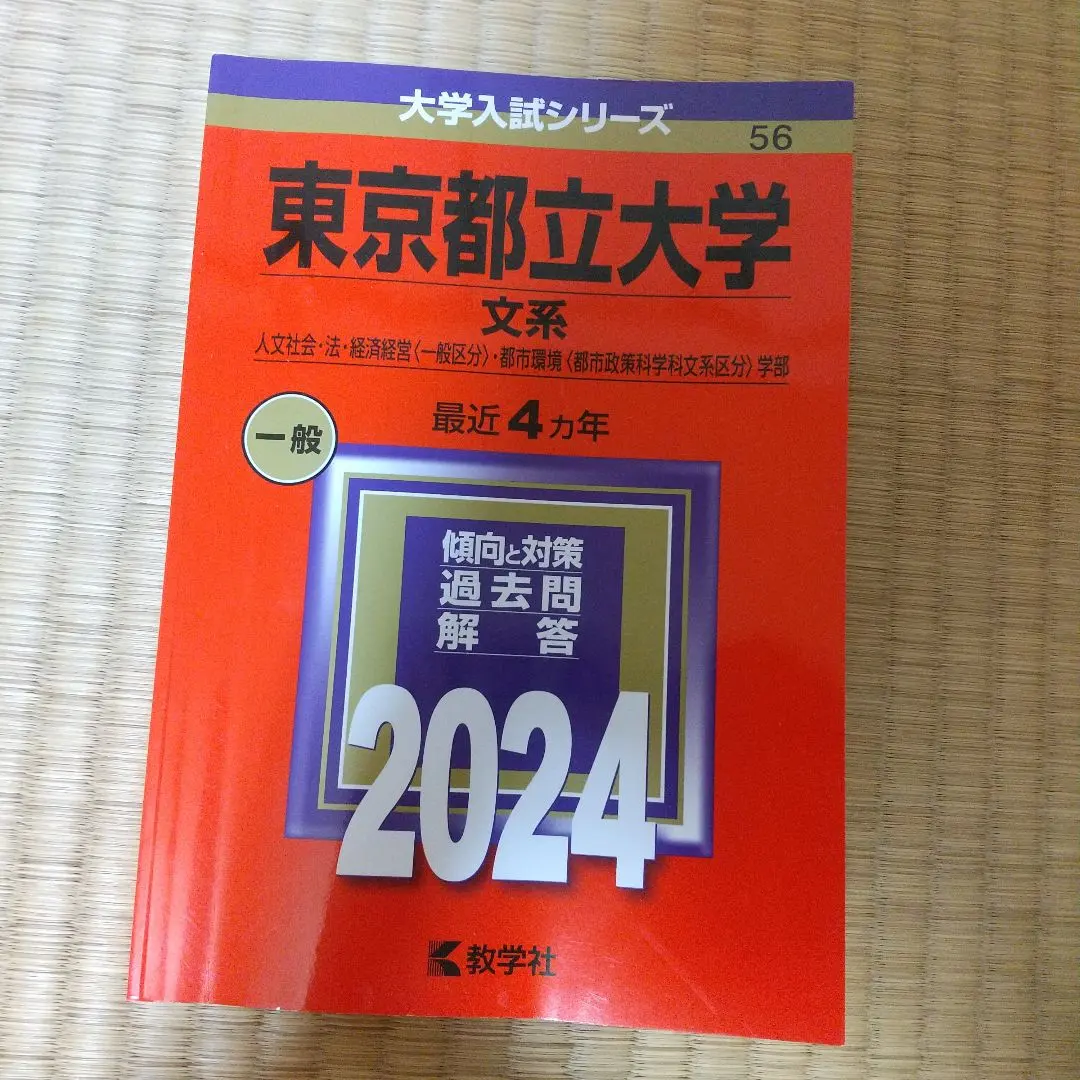 大学入試シリーズ
56
東京都立大学
文系
人文社会・法・経済経営〈一般区分〉・都市環境〈都市政策科学科文系区分〉学部
最近4カ年
一般
傾向と対策
過去問
解答
2024
教学社